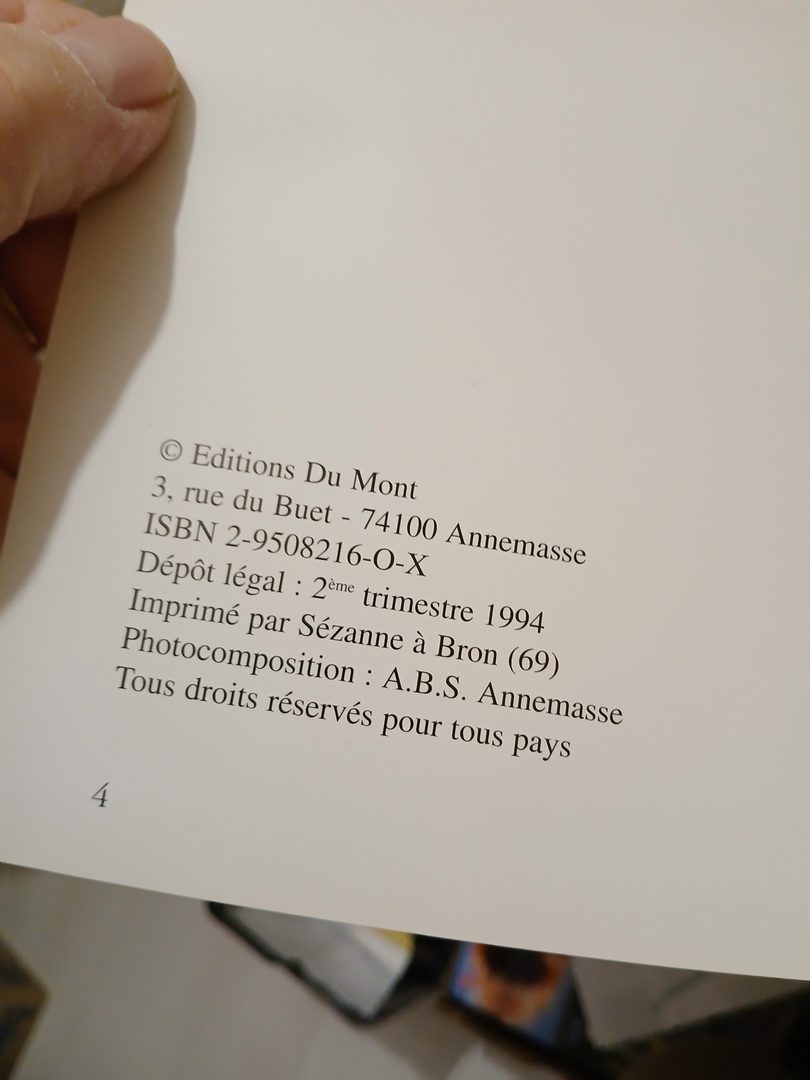 © Editions Du Mont
3, rue du Buet - 74100 Annemasse
ISBN 2-9508216-O-X
Dépôt légal : 2ème trimestre 1994
Imprimé par Sézanne à Bron (69)
Photocomposition : A.B.S. Annemasse
Tous droits réservés pour tous pays
4